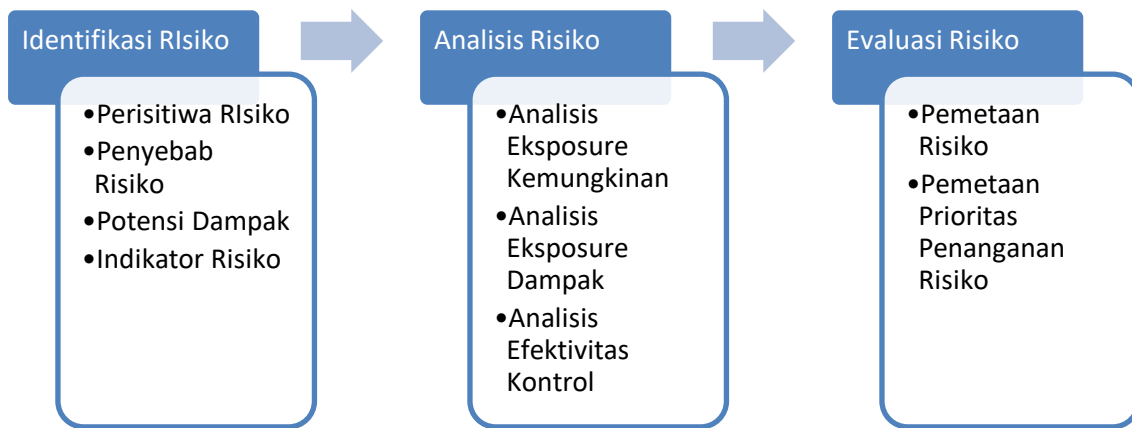 Identifikasi RIsiko
•Perisitiwa RIsiko
•Penyebab
Risiko
•Potensi Dampak
•Indikator Risiko
Analisis Risiko
•Analisis
Eksposure
Kemungkinan
•Analisis
Eksposure
Dampak
•Analisis
Efektivitas
Kontrol
Evaluasi Risiko
•Pemetaan
Risiko
•Pemetaan
Prioritas
Penanganan
Risiko